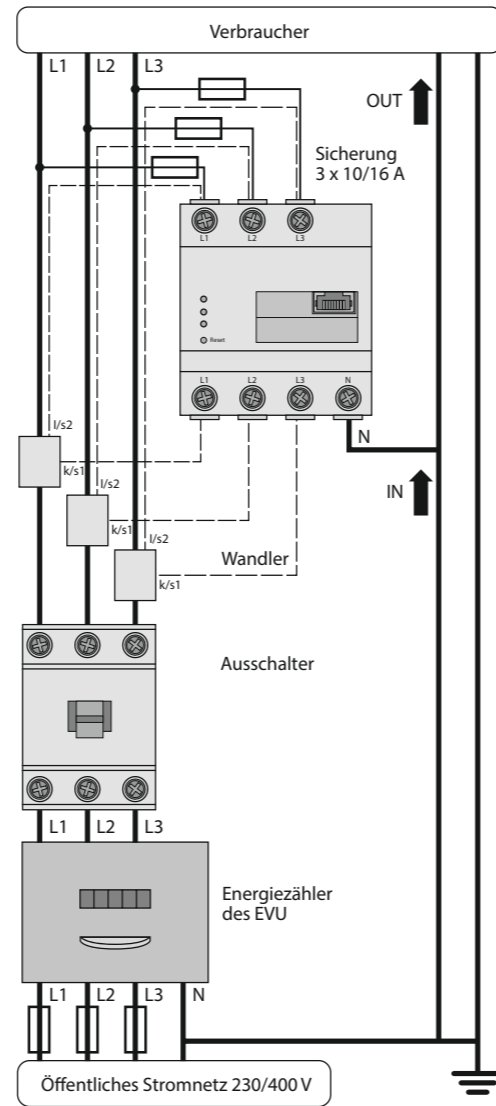 Verbraucher
L1 L2 L3
OUT
Sicherung
3 x 10/16 A
L1 L2 L3
Reset
L1 L2 L3 N
N
l/s2
k/s1
IN
l/s2
k/s1
l/s2
Wandler
k/s1
Ausschalter
L1 L2 L3
Energiezähler
des EVU
L1 L2 L3 N
Öffentliches Stromnetz 230/400 V